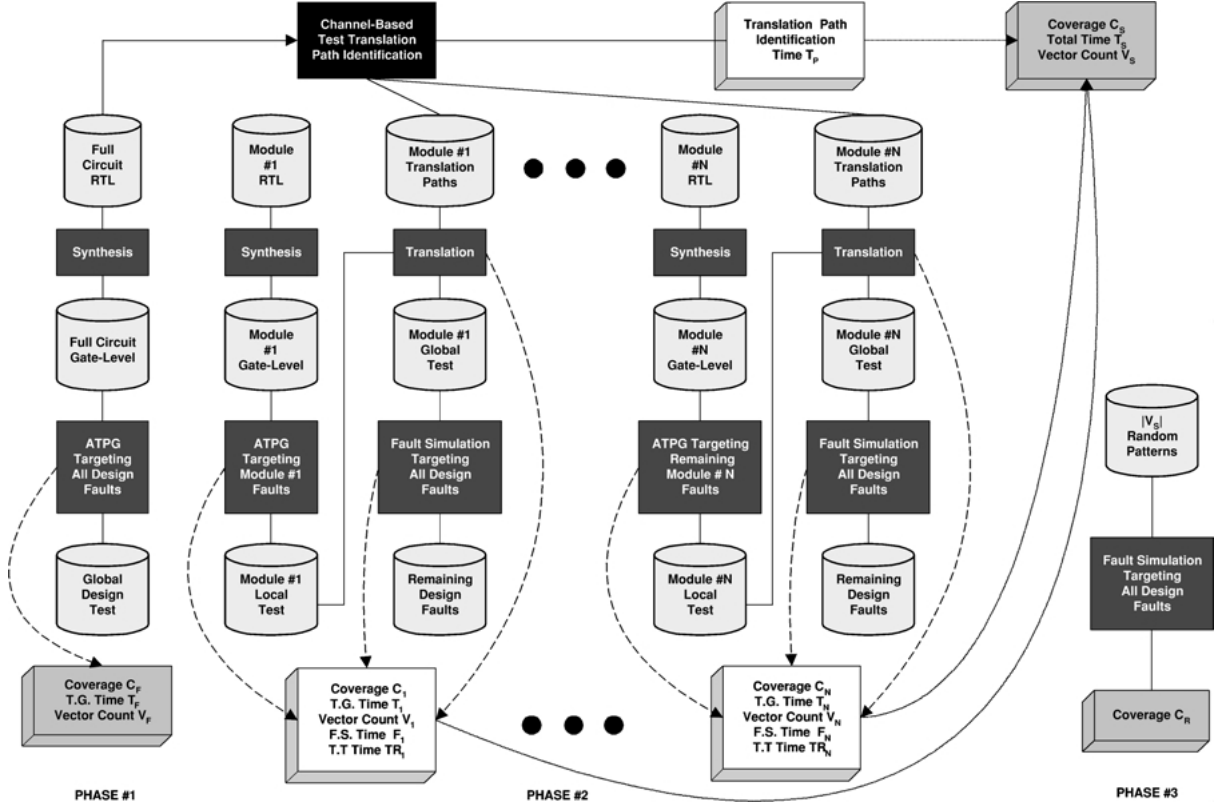 Channel-Based
Test Translation
Path Identification
Translation Path
Identification
Time T_P
Coverage C_S
Total Time T_S
Vector Count V_S
Full
Circuit
RTL
Module
#1
RTL
Module #1
Translation
Paths
Module
#N
RTL
Module #N
Translation
Paths
Synthesis
Synthesis
Translation
Synthesis
Translation
Full Circuit
Gate-Level
Module
#1
Gate-Level
Module #1
Global
Test
Module
#N
Gate-Level
Module #N
Global
Test
ATPG
Targeting
All Design
Faults
ATPG
Targeting
Module #1
Faults
Fault Simulation
Targeting
All Design
Faults
ATPG Targeting
Remaining
Module # N
Faults
Fault Simulation
Targeting
All Design
Faults
|V_S|
Random
Patterns
Global
Design
Test
Module #1
Local
Test
Remaining
Design
Faults
Module #N
Local
Test
Remaining
Design
Faults
Fault Simulation
Targeting
All Design
Faults
Coverage C_F
T.G. Time T_F
Vector Count V_F
Coverage C_1
T.G. Time T_1
Vector Count V_1
F.S. Time F_1
T.T Time TR_1
Coverage C_N
T.G. Time T_N
Vector Count V_N
F.S. Time F_N
T.T Time TR_N
Coverage C_R
PHASE #1
PHASE #2
PHASE #3